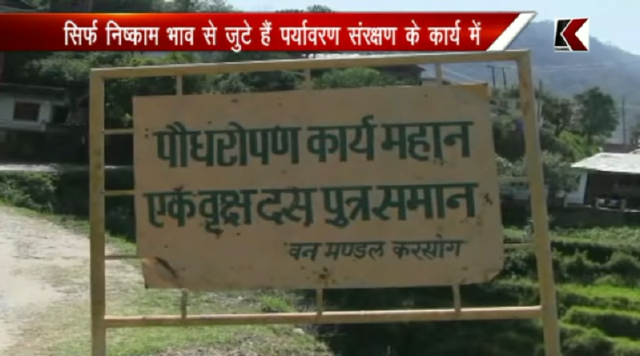 सिर्फ निष्काम भाव से जुटे हैं पर्यावरण संरक्षण के कार्य में
K
पौधरोपण कार्य महान
एक वृक्ष दस पुत्र समान
वन मण्डल करसोग